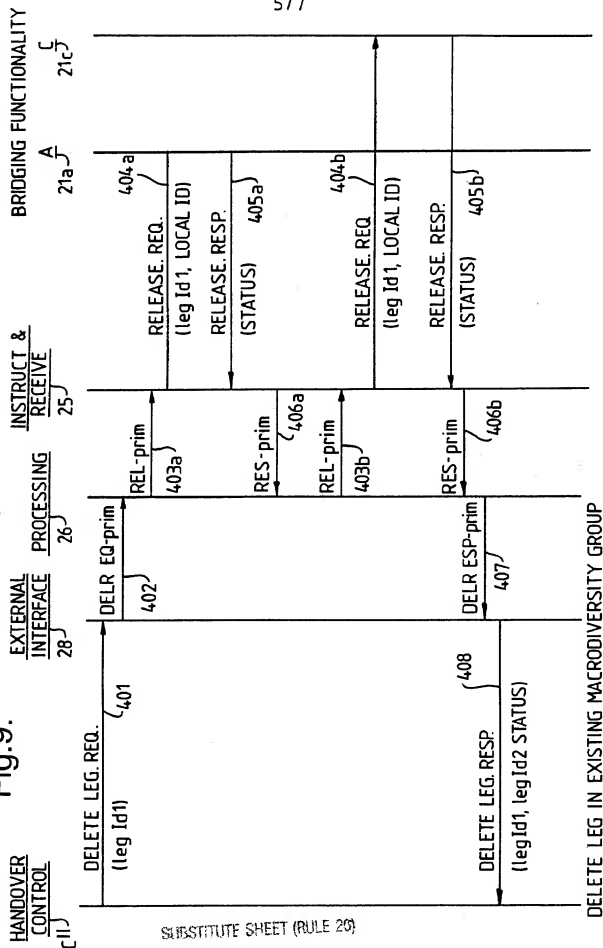 5/7
Fig.9.
HANDOVER
CONTROL
C11
EXTERNAL
INTERFACE
28
PROCESSING
26
INSTRUCT &
RECEIVE
25
BRIDGING FUNCTIONALITY
A
21a
C
21c
DELETE LEG. REQ.
(leg Id1)
401
DELR EQ-prim
402
REL-prim
403a
RELEASE. REQ.
(leg Id1, LOCAL ID)
404a
RELEASE. RESP.
(STATUS)
405a
RES-prim
406a
REL-prim
403b
RELEASE. REQ
(leg Id1, LOCAL ID)
404b
RELEASE. RESP.
(STATUS)
405b
RES-prim
406b
DELR ESP-prim
407
DELETE LEG. RESP.
(legId1, legId2 STATUS)
408
DELETE LEG IN EXISTING MACRODIVERSITY GROUP
SUBSTITUTE SHEET (RULE 26)